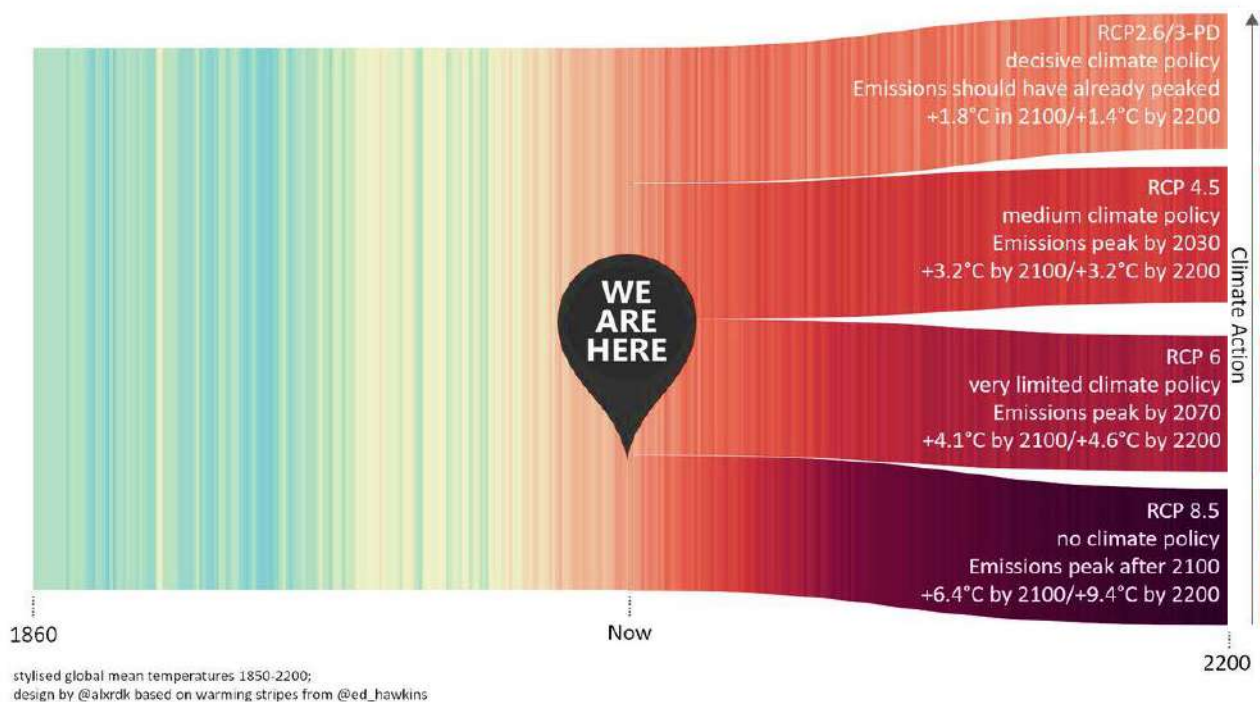 RCP2.6/3-PD
decisive climate policy
Emissions should have already peaked
+1.8°C in 2100/+1.4°C by 2200
RCP 4.5
medium climate policy
Emissions peak by 2030
+3.2°C by 2100/+3.2°C by 2200
WE
ARE
HERE
Climate Action
RCP 6
very limited climate policy
Emissions peak by 2070
+4.1°C by 2100/+4.6°C by 2200
RCP 8.5
no climate policy
Emissions peak after 2100
+6.4°C by 2100/+9.4°C by 2200
1860
Now
2200
stylised global mean temperatures 1850-2200;
design by @alxrdk based on warming stripes from @ed_hawkins